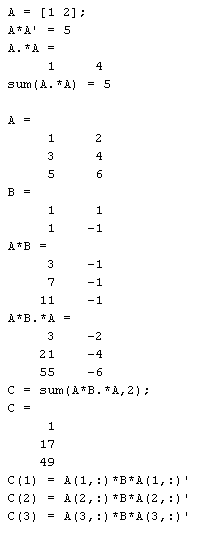 A = [1 2];
A*A' = 5
A.*A =
1 4
sum(A.*A) = 5
A =
1 2
3 4
5 6
B =
1 1
1 -1
A*B =
3 -1
7 -1
11 -1
A*B.*A =
3 -2
21 -4
55 -6
C = sum(A*B.*A,2);
C =
1
17
49
C(1) = A(1,:)*B*A(1,:)'
C(2) = A(2,:)*B*A(2,:)'
C(3) = A(3,:)*B*A(3,:)'